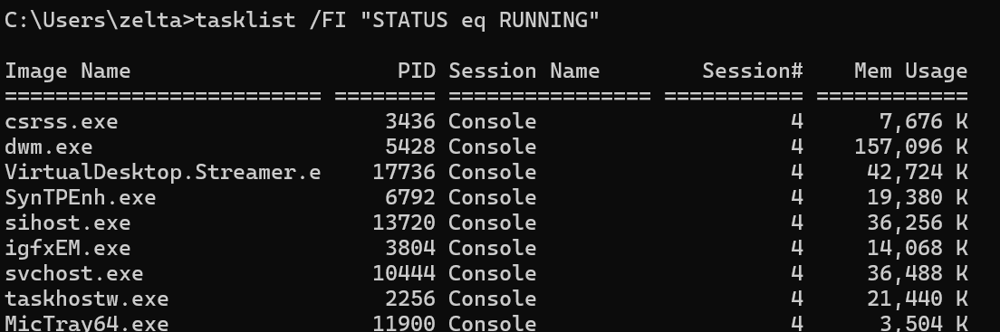 C:\Users\zelta>tasklist /FI "STATUS eq RUNNING"

Image Name                     PID Session Name        Session#    Mem Usage
========================= ======== ================ =========== ============
csrss.exe                     3436 Console                    4      7,676 K
dwm.exe                       5428 Console                    4    157,096 K
VirtualDesktop.Streamer.e    17736 Console                    4     42,724 K
SynTPEnh.exe                  6792 Console                    4     19,380 K
sihost.exe                   13720 Console                    4     36,256 K
igfxEM.exe                    3804 Console                    4     14,068 K
svchost.exe                  10444 Console                    4     36,488 K
taskhostw.exe                 2256 Console                    4     21,440 K
MicTray64.exe                11900 Console                    4      3,504 K